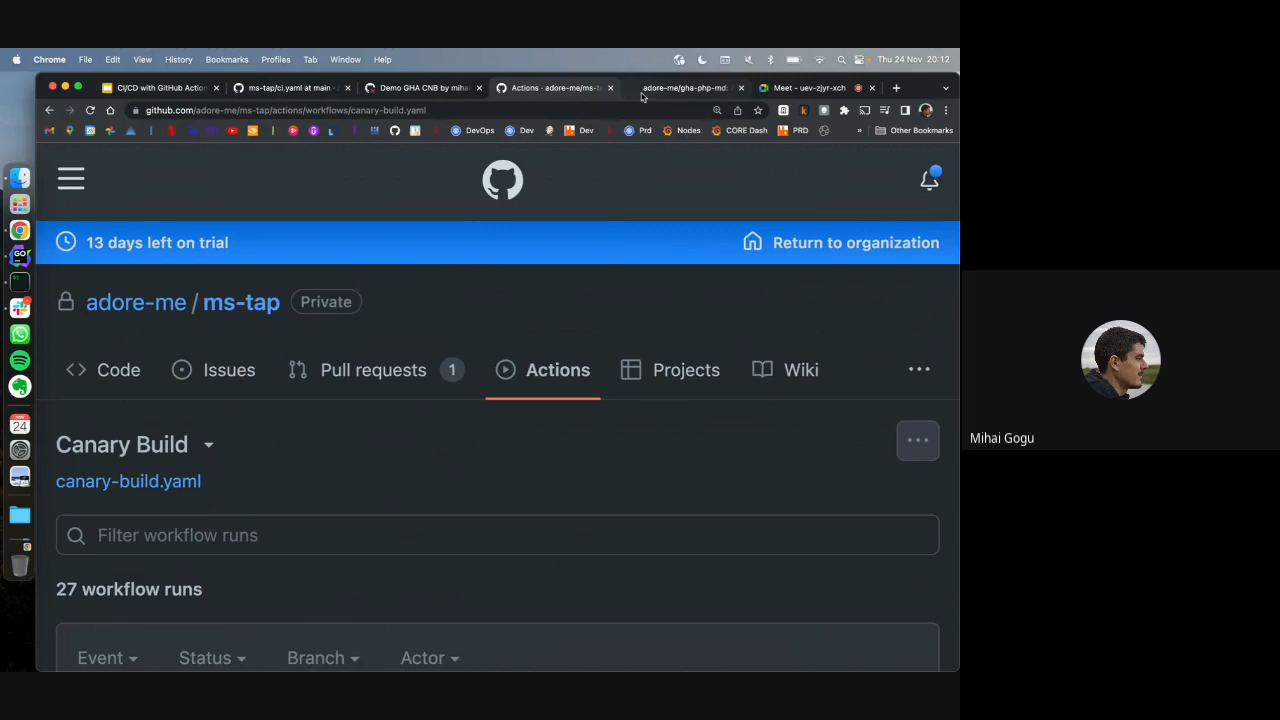 Chrome File Edit View History Bookmarks Profiles Tab Window Help Thu 24 Nov 20:12
CI/CD with GitHub Action
ms-tap/ci.yaml at main ·
Demo GHA CNB by miha
Actions · adore-me/ms-t
adore-me/gha-php-md:
Meet - uev-zjyr-xch
github.com/adore-me/ms-tap/actions/workflows/canary-build.yaml
DevOps Dev Dev Prd Nodes CORE Dash PRD » Other Bookmarks
13 days left on trial
Return to organization
adore-me / ms-tap Private
Code Issues Pull requests 1 Actions Projects Wiki
Canary Build
canary-build.yaml
Filter workflow runs
27 workflow runs
Event Status Branch Actor
GO
NOV
24
Mihai Gogu